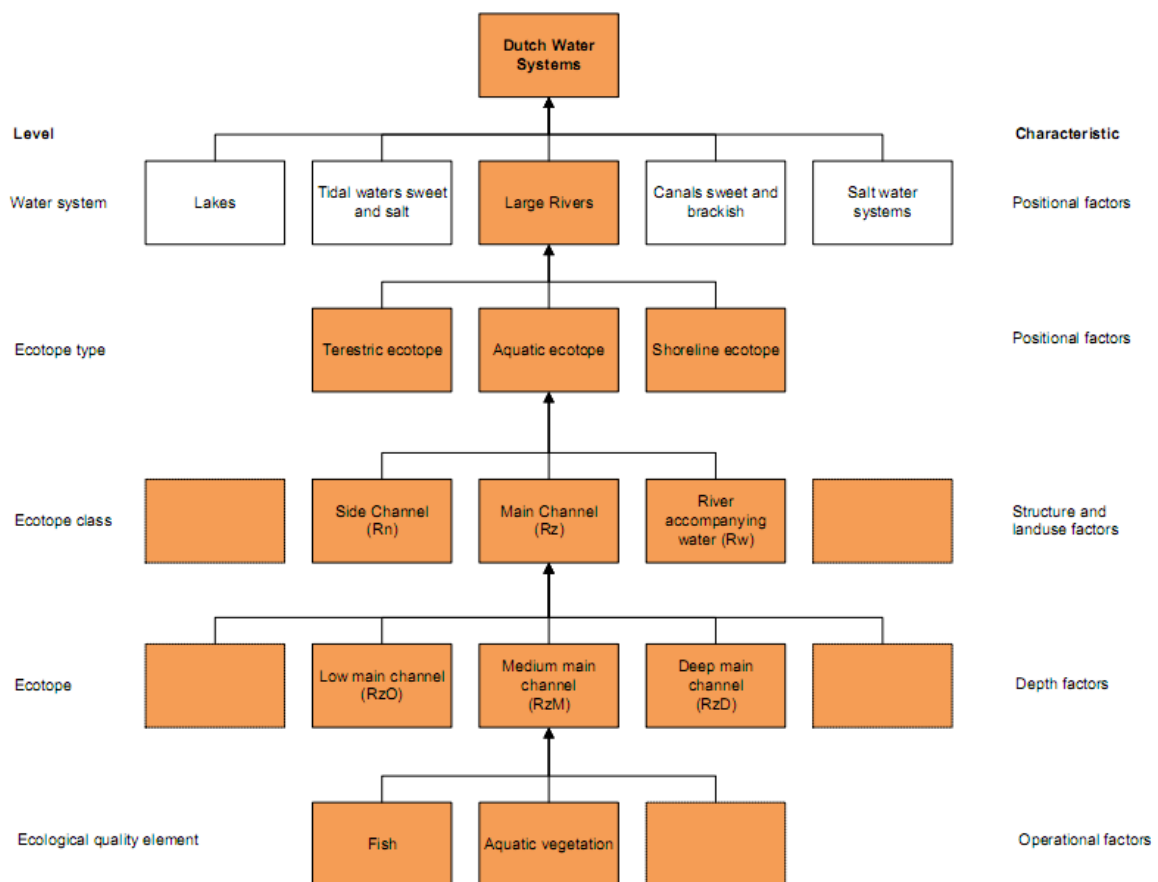 Dutch Water
Systems
Level
Characteristic
Water system
Lakes
Tidal waters sweet
and salt
Large Rivers
Canals sweet and
brackish
Salt water
systems
Positional factors
Ecotope type
Terestric ecotope
Aquatic ecotope
Shoreline ecotope
Positional factors
Ecotope class
Side Channel
(Rn)
Main Channel
(Rz)
River
accompanying
water (Rw)
Structure and
landuse factors
Ecotope
Low main channel
(RzO)
Medium main
channel
(RzM)
Deep main
channel
(RzD)
Depth factors
Ecological quality element
Fish
Aquatic vegetation
Operational factors